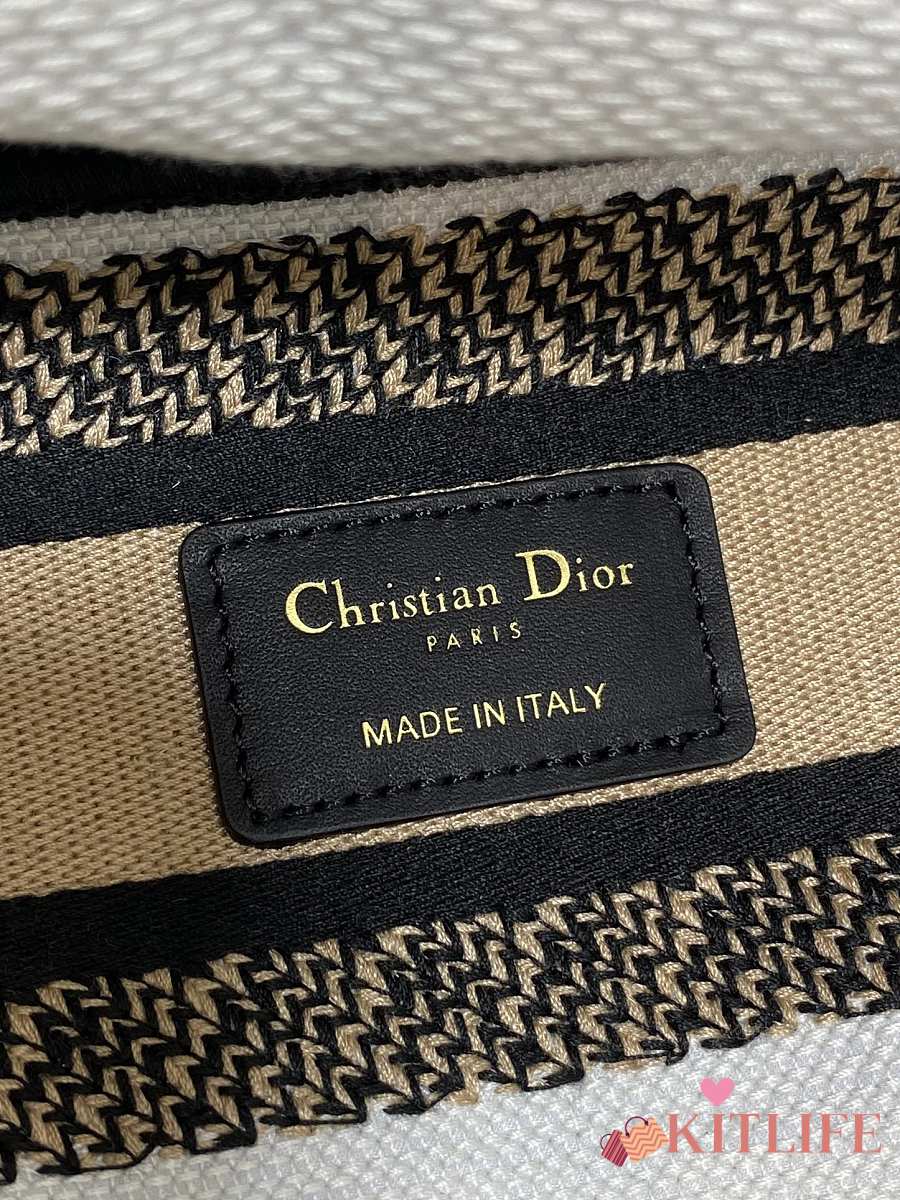 Christian Dior
PARIS
MADE IN ITALY
KITLIFE